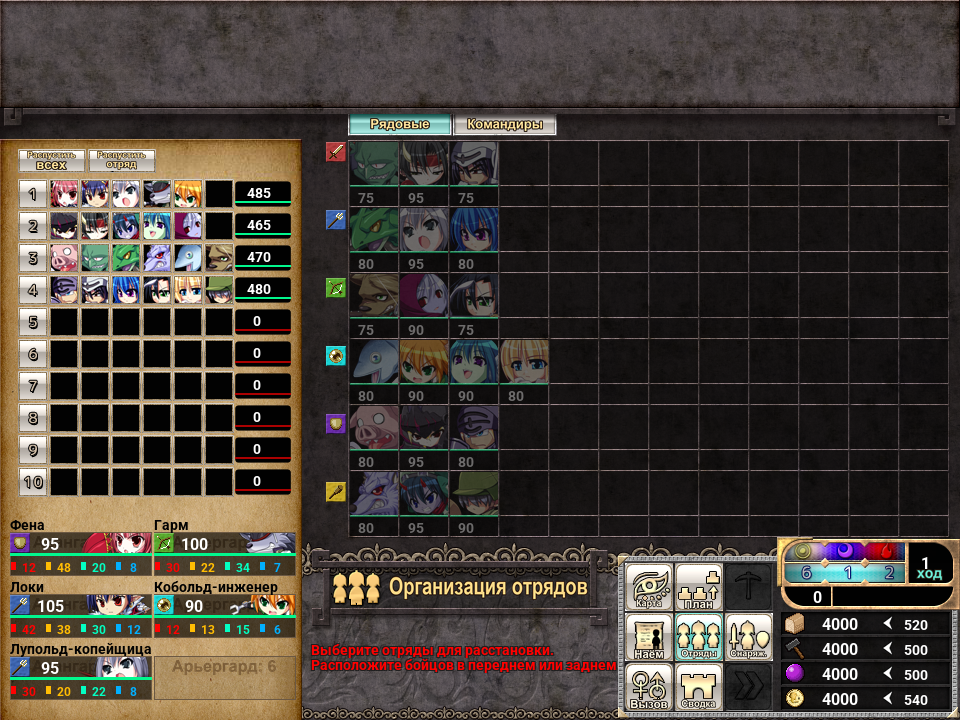 Рядовые Командиры
Распустить всех Распустить отряд
1 485
2 465
3 470
4 480
5 0
6 0
7 0
8 0
9 0
10 0
75 95 75
80 95 80
75 90 75
80 90 90 80
80 95 80
80 95 90
Фена Гарм
95 100
12 48 20 8 30 22 34 7
Локи Кобольд-инженер
105 90
42 38 30 12 12 13 15 6
Лупольд-копейщица
95 Арьергард: 6
30 20 22 8
Организация отрядов
Выберите отряды для расстановки.
Расположите бойцов в переднем или заднем
Карта План
Наём Отряды Снаряж.
Вызов Сводка
6 1 2 1 ход
0
4000 520
4000 500
4000 500
4000 540